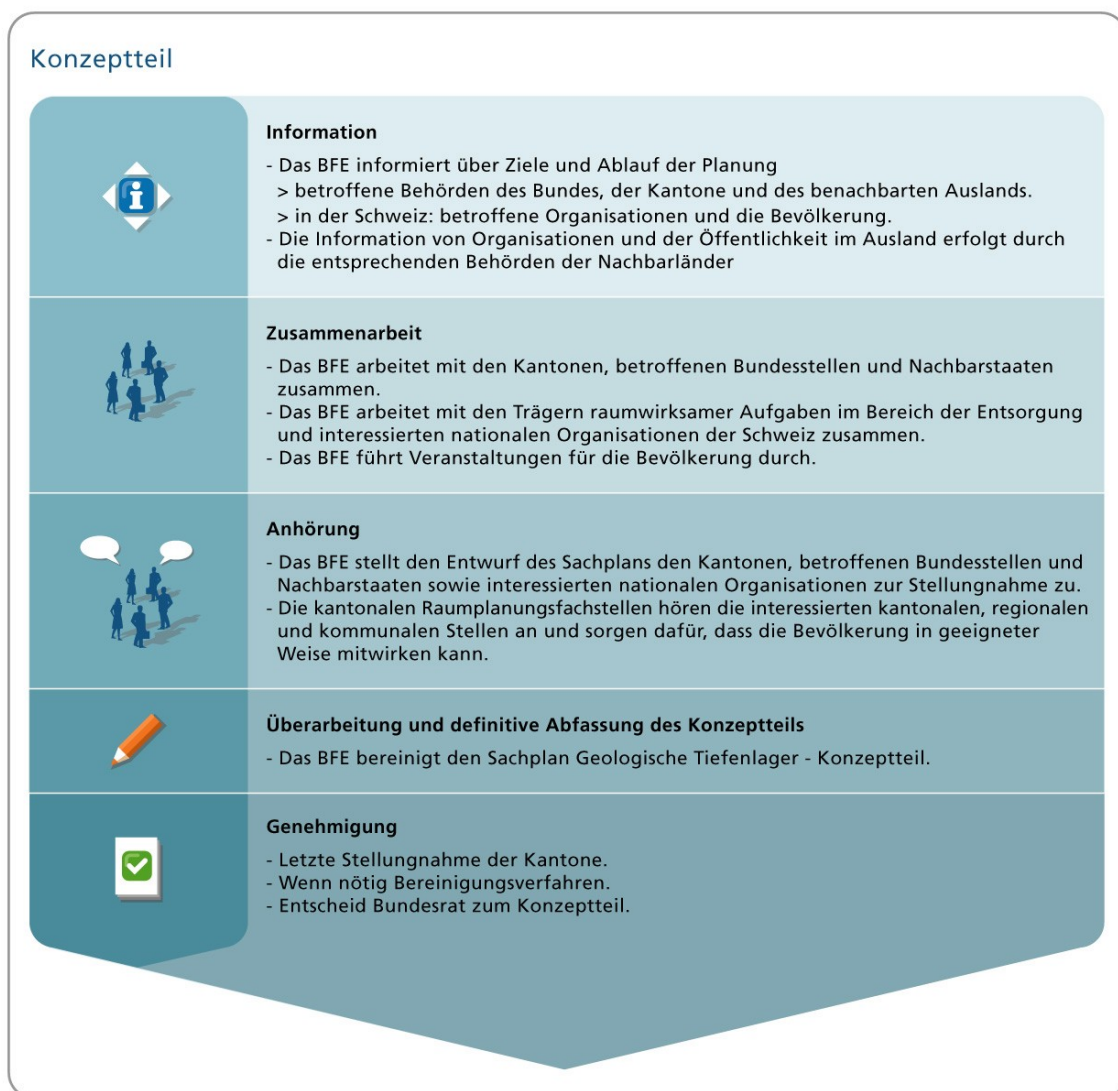 Konzeptteil
Information
- Das BFE informiert über Ziele und Ablauf der Planung
> betroffene Behörden des Bundes, der Kantone und des benachbarten Auslands.
> in der Schweiz: betroffene Organisationen und die Bevölkerung.
- Die Information von Organisationen und der Öffentlichkeit im Ausland erfolgt durch
die entsprechenden Behörden der Nachbarländer
Zusammenarbeit
- Das BFE arbeitet mit den Kantonen, betroffenen Bundesstellen und Nachbarstaaten
zusammen.
- Das BFE arbeitet mit den Trägern raumwirksamer Aufgaben im Bereich der Entsorgung
und interessierten nationalen Organisationen der Schweiz zusammen.
- Das BFE führt Veranstaltungen für die Bevölkerung durch.
Anhörung
- Das BFE stellt den Entwurf des Sachplans den Kantonen, betroffenen Bundesstellen und
Nachbarstaaten sowie interessierten nationalen Organisationen zur Stellungnahme zu.
- Die kantonalen Raumplanungsfachstellen hören die interessierten kantonalen, regionalen
und kommunalen Stellen an und sorgen dafür, dass die Bevölkerung in geeigneter
Weise mitwirken kann.
Überarbeitung und definitive Abfassung des Konzeptteils
- Das BFE bereinigt den Sachplan Geologische Tiefenlager - Konzeptteil.
Genehmigung
- Letzte Stellungnahme der Kantone.
- Wenn nötig Bereinigungsverfahren.
- Entscheid Bundesrat zum Konzeptteil.